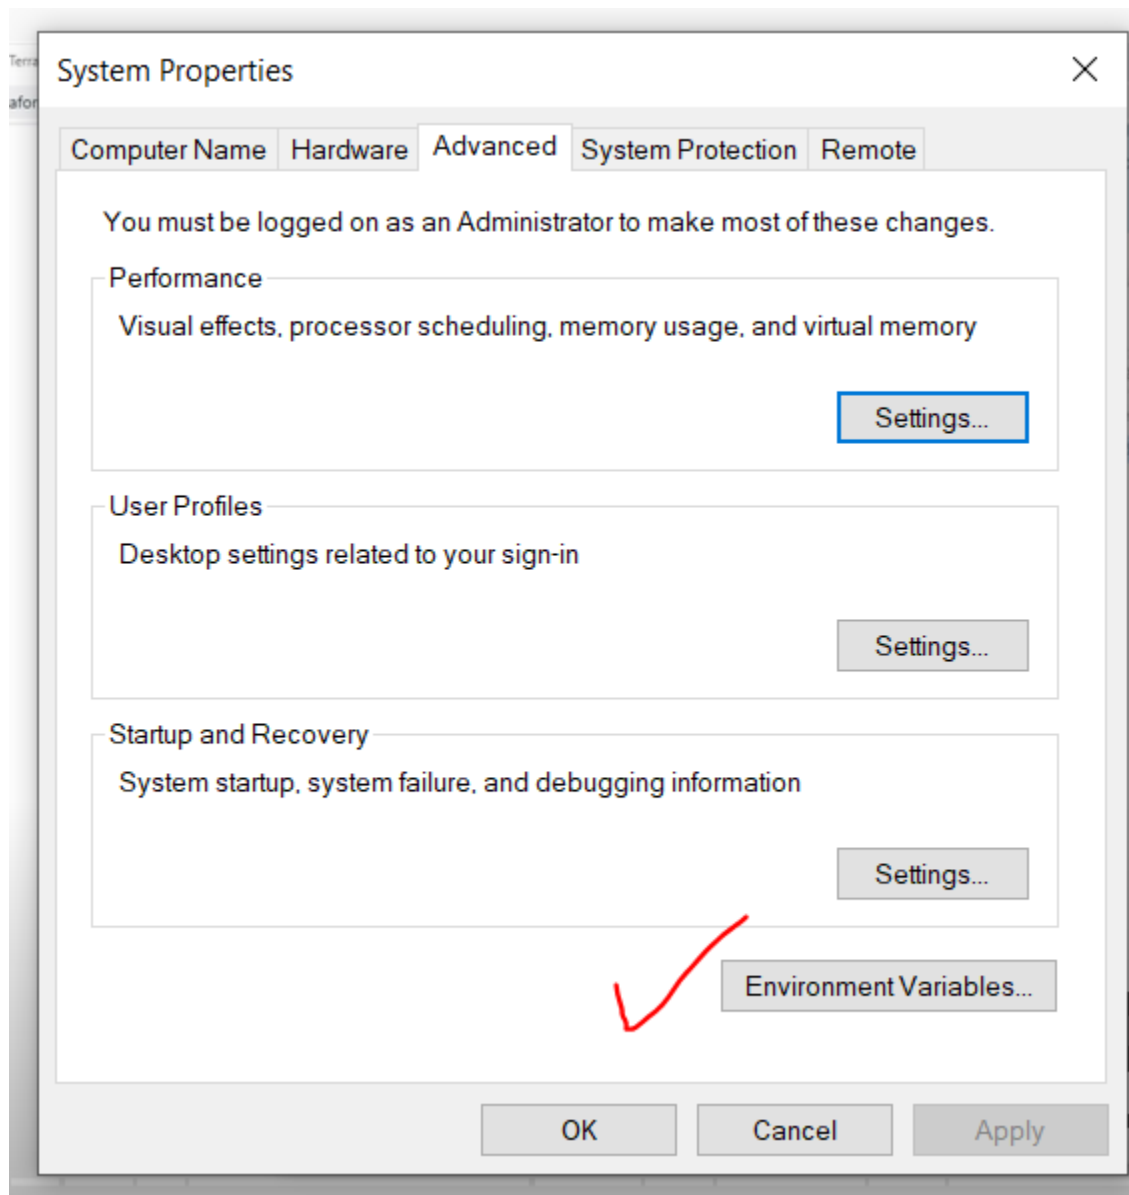 System Properties
Computer Name Hardware Advanced System Protection Remote
You must be logged on as an Administrator to make most of these changes.
Performance
Visual effects, processor scheduling, memory usage, and virtual memory
Settings...
User Profiles
Desktop settings related to your sign-in
Settings...
Startup and Recovery
System startup, system failure, and debugging information
Settings...
Environment Variables...
OK Cancel Apply